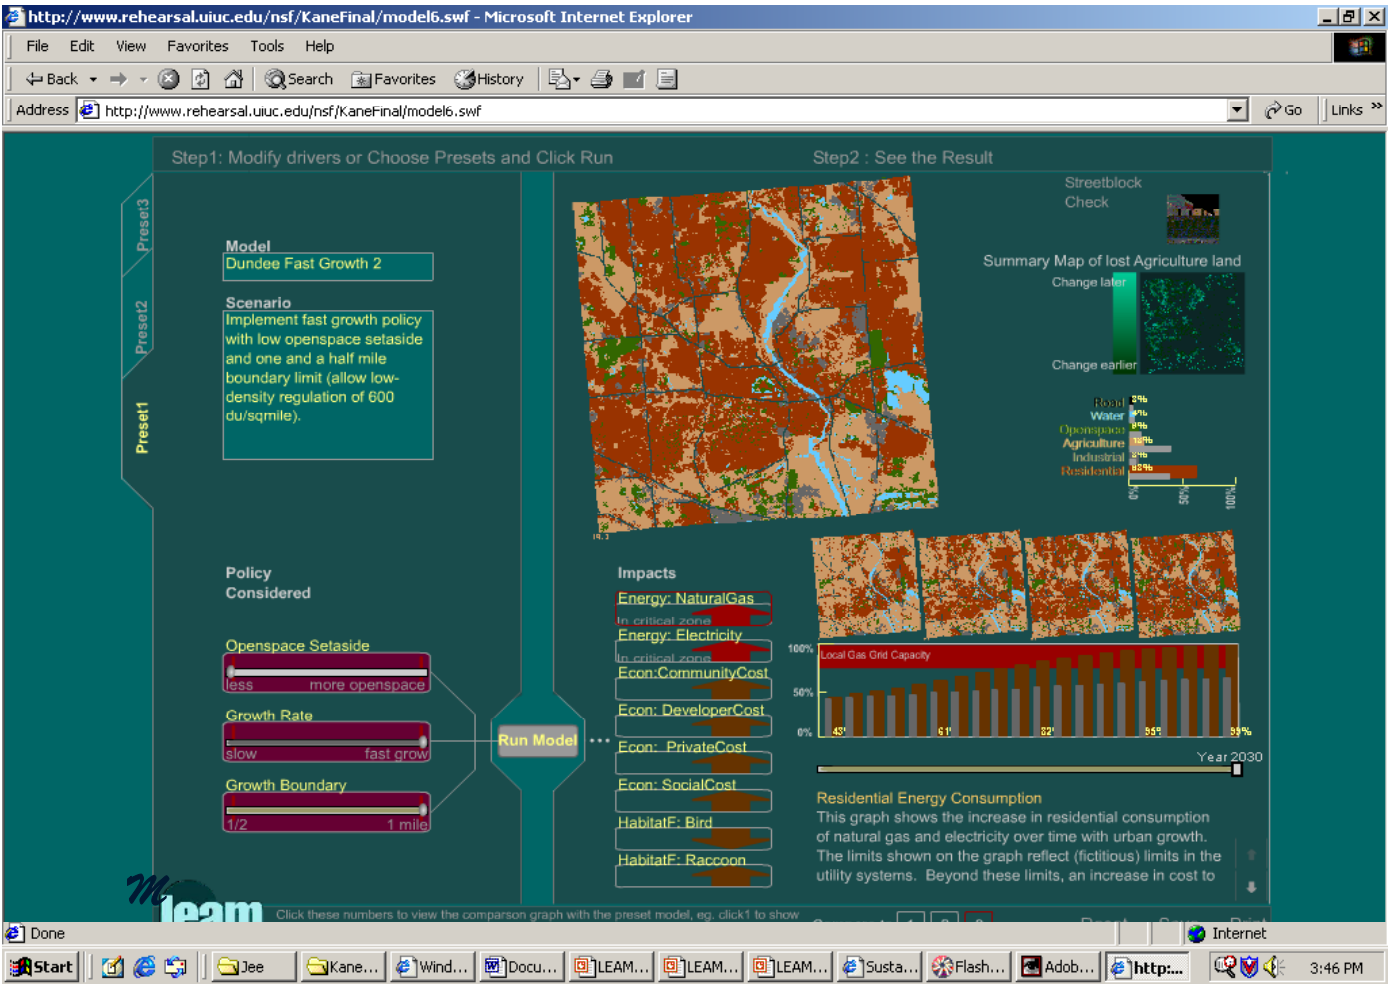 http://www.rehearsal.uiuc.edu/nsf/KaneFinal/model6.swf - Microsoft Internet Explorer
File Edit View Favorites Tools Help
Back Search Favorites History
Address http://www.rehearsal.uiuc.edu/nsf/KaneFinal/model6.swf Go Links »
Step1: Modify drivers or Choose Presets and Click Run
Step2 : See the Result
Preset3
Preset2
Preset1
Model
Dundee Fast Growth 2
Scenario
Implement fast growth policy
with low openspace setaside
and one and a half mile
boundary limit (allow low-
density regulation of 600
du/sqmile).
Policy
Considered
Openspace Setaside
less more openspace
Growth Rate
slow fast grow
Growth Boundary
1/2 1 mile
Run Model
Streetblock
Check
Summary Map of lost Agriculture land
Change later
Change earlier
Road
Water
Openspace
Agriculture
Industrial
Residential
0% 50% 100%
Impacts
Energy: NaturalGas
In critical zone
Energy: Electricity
In critical zone
Econ:CommunityCost
Econ: DeveloperCost
Econ: PrivateCost
Econ: SocialCost
HabitatF: Bird
HabitatF: Raccoon
100%
50%
0%
Local Gas Grid Capacity
43' 61' 82' 95' 99%
Year 2030
Residential Energy Consumption
This graph shows the increase in residential consumption
of natural gas and electricity over time with urban growth.
The limits shown on the graph reflect (fictitious) limits in the
utility systems. Beyond these limits, an increase in cost to
M
leam
Click these numbers to view the comparson graph with the preset model, eg. click1 to show
Done
Internet
Start Jee Kane... Wind... Docu... LEAM... LEAM... LEAM... Susta... Flash... Adob... http:... 3:46 PM